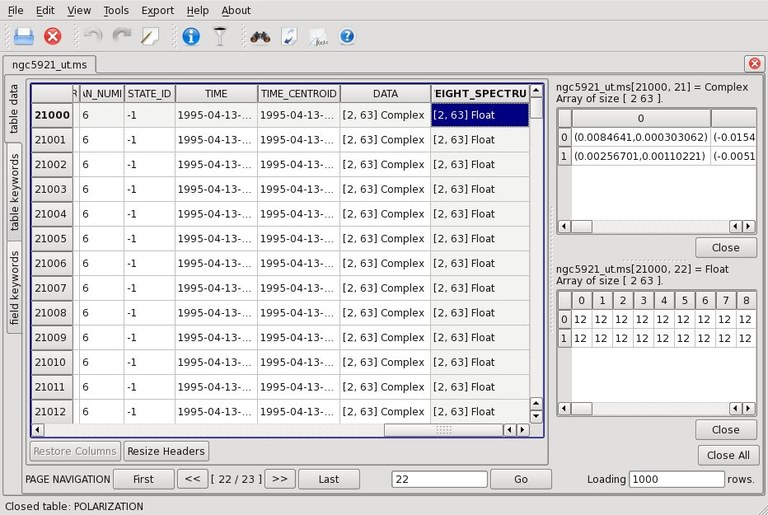 File Edit View Tools Export Help About
ngc5921_ut.ms
table data
table keywords
field keywords
R \N_NUMI STATE_ID TIME TIME_CENTROID DATA EIGHT_SPECTRU
21000 6 -1 1995-04-13-... 1995-04-13-... [2, 63] Complex [2, 63] Float
21001 6 -1 1995-04-13-... 1995-04-13-... [2, 63] Complex [2, 63] Float
21002 6 -1 1995-04-13-... 1995-04-13-... [2, 63] Complex [2, 63] Float
21003 6 -1 1995-04-13-... 1995-04-13-... [2, 63] Complex [2, 63] Float
21004 6 -1 1995-04-13-... 1995-04-13-... [2, 63] Complex [2, 63] Float
21005 6 -1 1995-04-13-... 1995-04-13-... [2, 63] Complex [2, 63] Float
21006 6 -1 1995-04-13-... 1995-04-13-... [2, 63] Complex [2, 63] Float
21007 6 -1 1995-04-13-... 1995-04-13-... [2, 63] Complex [2, 63] Float
21008 6 -1 1995-04-13-... 1995-04-13-... [2, 63] Complex [2, 63] Float
21009 6 -1 1995-04-13-... 1995-04-13-... [2, 63] Complex [2, 63] Float
21010 6 -1 1995-04-13-... 1995-04-13-... [2, 63] Complex [2, 63] Float
21011 6 -1 1995-04-13-... 1995-04-13-... [2, 63] Complex [2, 63] Float
21012 6 -1 1995-04-13-... 1995-04-13-... [2, 63] Complex [2, 63] Float
Restore Columns Resize Headers
PAGE NAVIGATION First << [ 22 / 23 ] >> Last 22 Go Loading 1000 rows.
ngc5921_ut.ms[21000, 21] = Complex
Array of size [ 2 63 ].
0
0 (0.0084641,0.000303062) (-0.0154
1 (0.00256701,0.00110221) (-0.0051
Close
ngc5921_ut.ms[21000, 22] = Float
Array of size [ 2 63 ].
0 1 2 3 4 5 6 7 8
0 12 12 12 12 12 12 12 12 12
1 12 12 12 12 12 12 12 12 12
Close
Close All
Closed table: POLARIZATION